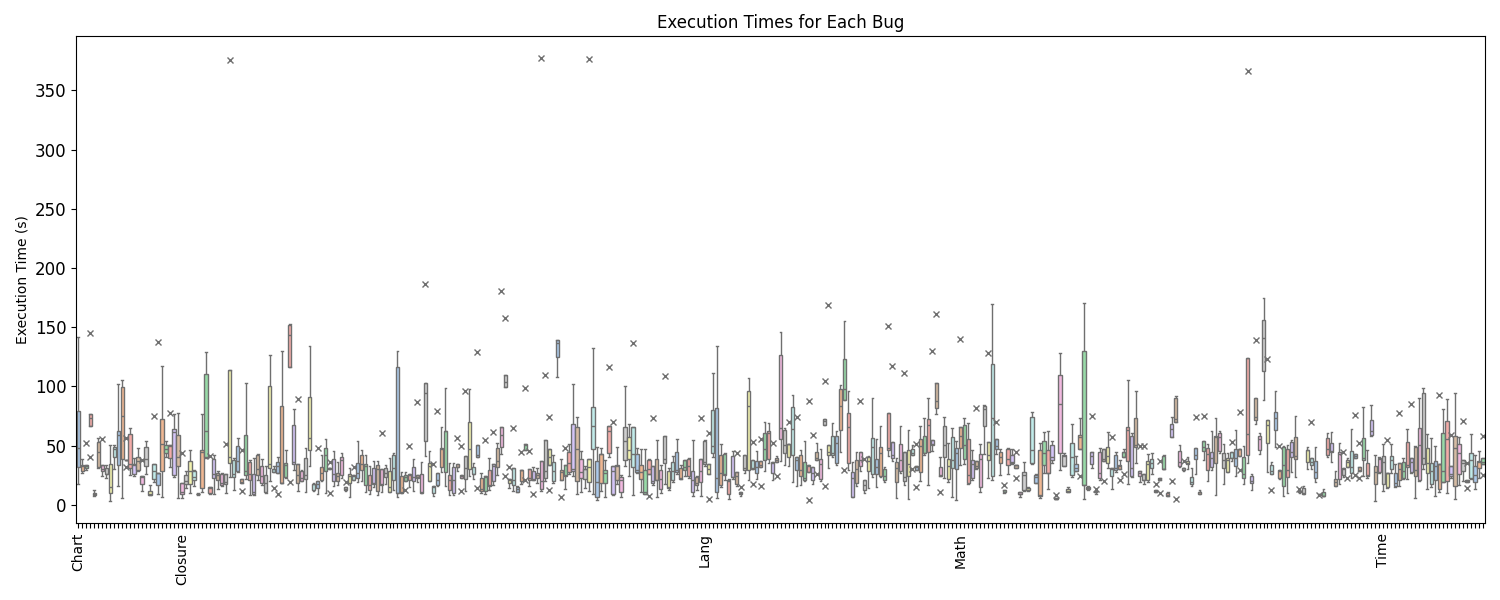 Execution Times for Each Bug
Execution Time (s)
350
300
250
200
150
100
50
0
Chart
Closure
Lang
Math
Time